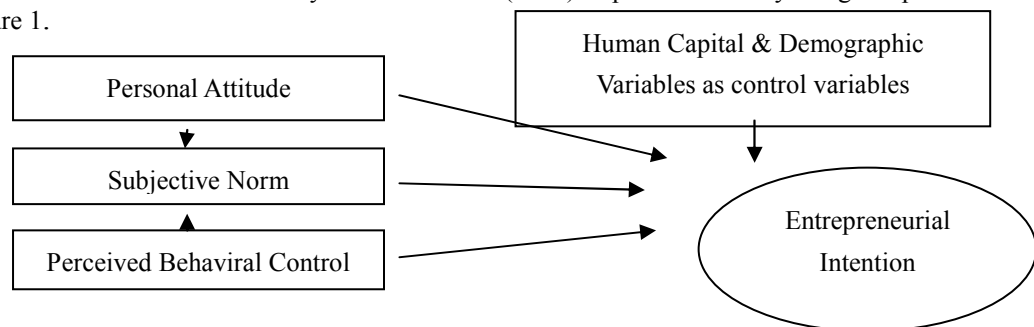 re 1.
Human Capital & Demographic
Variables as control variables
Personal Attitude
Subjective Norm
Perceived Behaviral Control
Entrepreneurial
Intention